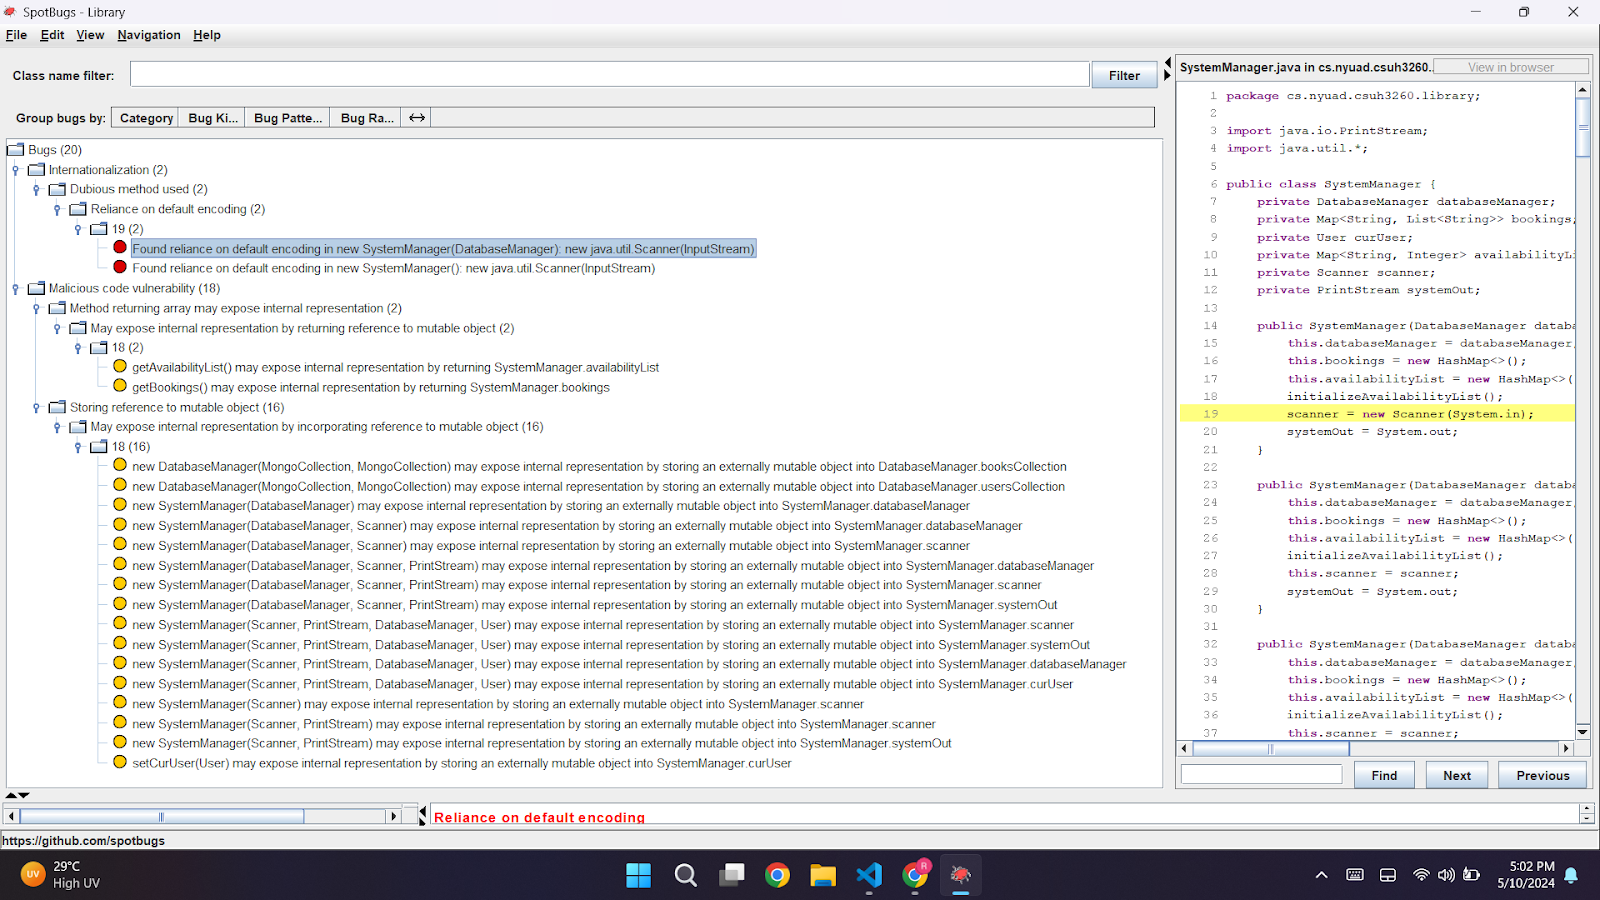 SpotBugs - Library
File Edit View Navigation Help
Class name filter:
Filter
Group bugs by: Category Bug Ki... Bug Patte... Bug Ra...
Bugs (20)
Internationalization (2)
Dubious method used (2)
Reliance on default encoding (2)
19 (2)
Found reliance on default encoding in new SystemManager(DatabaseManager): new java.util.Scanner(InputStream)
Found reliance on default encoding in new SystemManager(): new java.util.Scanner(InputStream)
Malicious code vulnerability (18)
Method returning array may expose internal representation (2)
May expose internal representation by returning reference to mutable object (2)
18 (2)
getAvailabilityList() may expose internal representation by returning SystemManager.availabilityList
getBookings() may expose internal representation by returning SystemManager.bookings
Storing reference to mutable object (16)
May expose internal representation by incorporating reference to mutable object (16)
18 (16)
new DatabaseManager(MongoCollection, MongoCollection) may expose internal representation by storing an externally mutable object into DatabaseManager.booksCollection
new DatabaseManager(MongoCollection, MongoCollection) may expose internal representation by storing an externally mutable object into DatabaseManager.usersCollection
new SystemManager(DatabaseManager) may expose internal representation by storing an externally mutable object into SystemManager.databaseManager
new SystemManager(DatabaseManager, Scanner) may expose internal representation by storing an externally mutable object into SystemManager.databaseManager
new SystemManager(DatabaseManager, Scanner) may expose internal representation by storing an externally mutable object into SystemManager.scanner
new SystemManager(DatabaseManager, Scanner, PrintStream) may expose internal representation by storing an externally mutable object into SystemManager.databaseManager
new SystemManager(DatabaseManager, Scanner, PrintStream) may expose internal representation by storing an externally mutable object into SystemManager.scanner
new SystemManager(DatabaseManager, Scanner, PrintStream) may expose internal representation by storing an externally mutable object into SystemManager.systemOut
new SystemManager(Scanner, PrintStream, DatabaseManager, User) may expose internal representation by storing an externally mutable object into SystemManager.scanner
new SystemManager(Scanner, PrintStream, DatabaseManager, User) may expose internal representation by storing an externally mutable object into SystemManager.systemOut
new SystemManager(Scanner, PrintStream, DatabaseManager, User) may expose internal representation by storing an externally mutable object into SystemManager.databaseManager
new SystemManager(Scanner, PrintStream, DatabaseManager, User) may expose internal representation by storing an externally mutable object into SystemManager.curUser
new SystemManager(Scanner) may expose internal representation by storing an externally mutable object into SystemManager.scanner
new SystemManager(Scanner, PrintStream) may expose internal representation by storing an externally mutable object into SystemManager.scanner
new SystemManager(Scanner, PrintStream) may expose internal representation by storing an externally mutable object into SystemManager.systemOut
setCurUser(User) may expose internal representation by storing an externally mutable object into SystemManager.curUser
SystemManager.java in cs.nyuad.csuh3260. View in browser
1 package cs.nyuad.csuh3260.library;
2
3 import java.io.PrintStream;
4 import java.util.*;
5
6 public class SystemManager {
7 private DatabaseManager databaseManager;
8 private Map<String, List<String>> bookings;
9 private User curUser;
10 private Map<String, Integer> availabilityLi
11 private Scanner scanner;
12 private PrintStream systemOut;
13
14 public SystemManager(DatabaseManager databa
15 this.databaseManager = databaseManager;
16 this.bookings = new HashMap<>();
17 this.availabilityList = new HashMap<>(
18 initializeAvailabilityList();
19 scanner = new Scanner(System.in);
20 systemOut = System.out;
21 }
22
23 public SystemManager(DatabaseManager databa
24 this.databaseManager = databaseManager,
25 this.bookings = new HashMap<>();
26 this.availabilityList = new HashMap<>(
27 initializeAvailabilityList();
28 this.scanner = scanner;
29 systemOut = System.out;
30 }
31
32 public SystemManager(DatabaseManager databa
33 this.databaseManager = databaseManager,
34 this.bookings = new HashMap<>();
35 this.availabilityList = new HashMap<>(
36 initializeAvailabilityList();
37 this.scanner = scanner;
Find Next Previous
Reliance on default encoding
https://github.com/spotbugs
UV
29°C
High UV
R
5:02 PM
5/10/2024